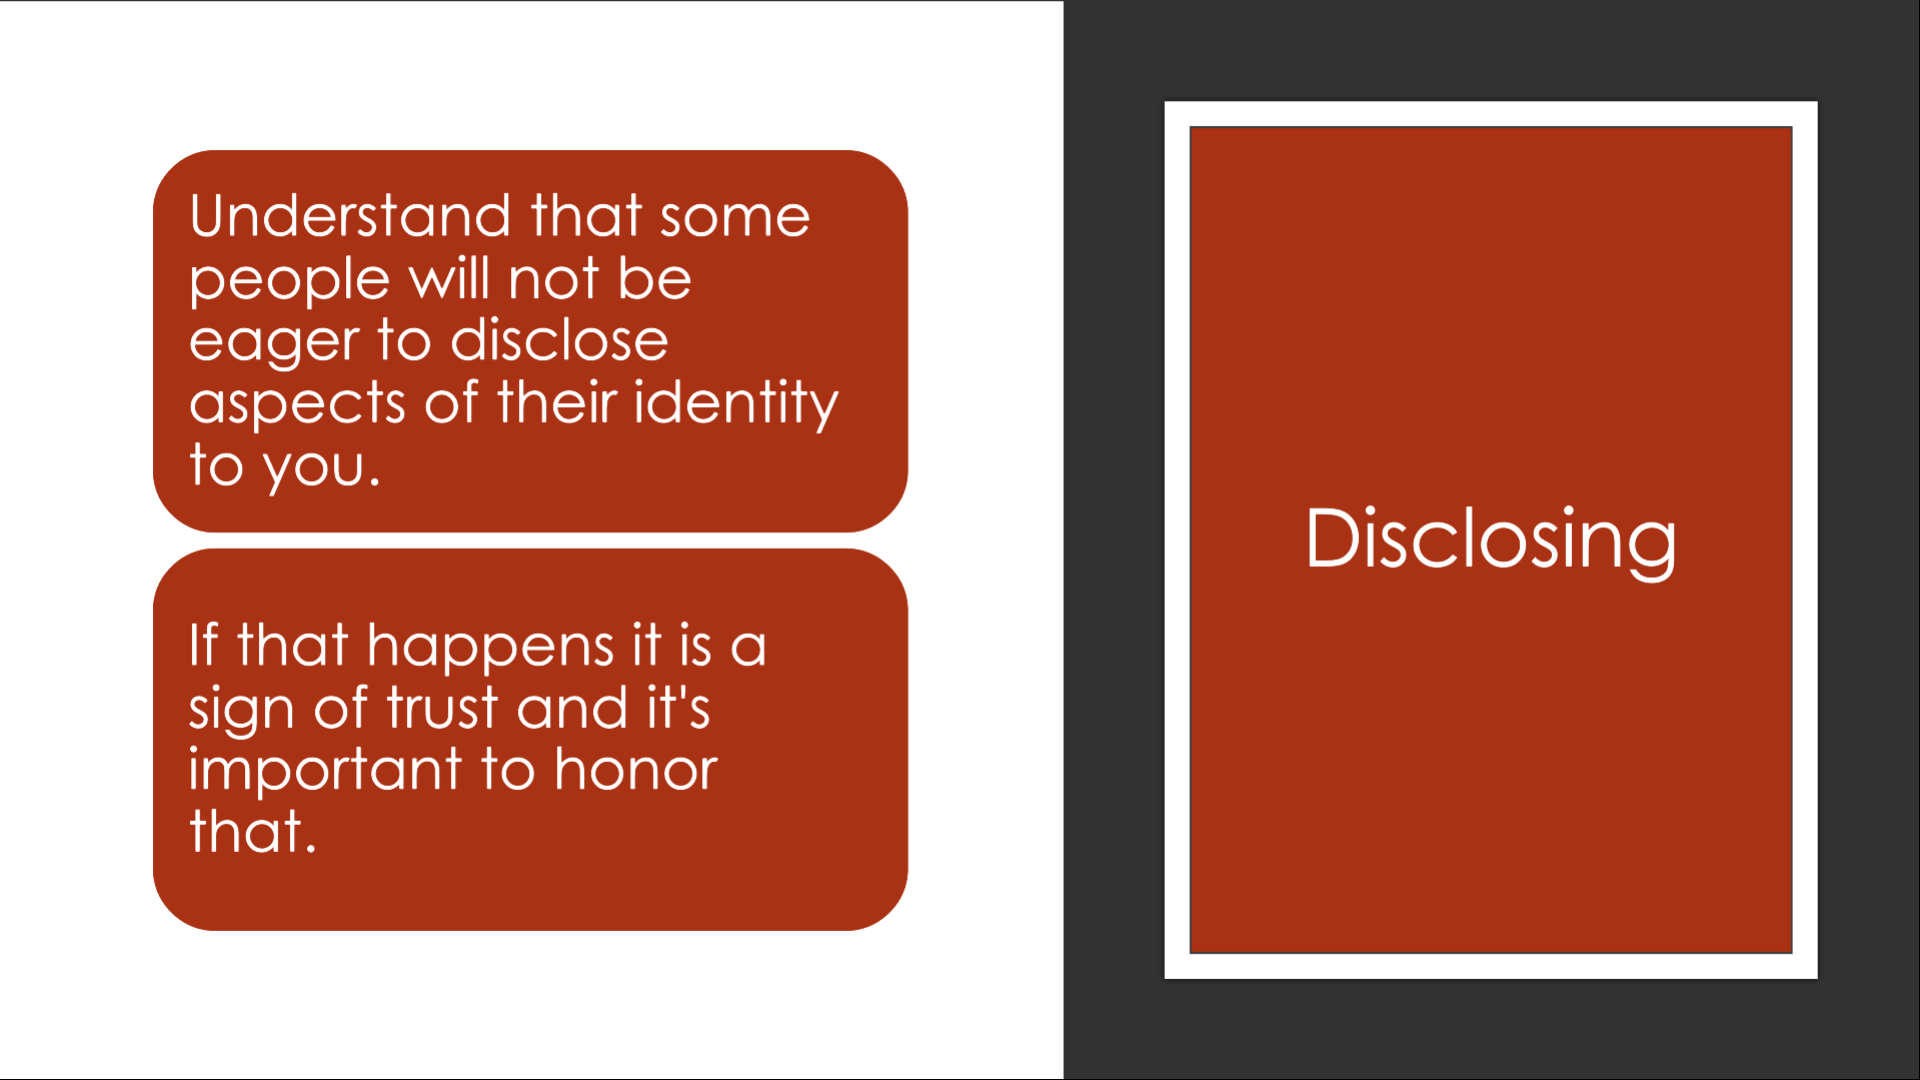 Understand that some
people will not be
eager to disclose
aspects of their identity
to you.
If that happens it is a
sign of trust and it's
important to honor
that.
Disclosing